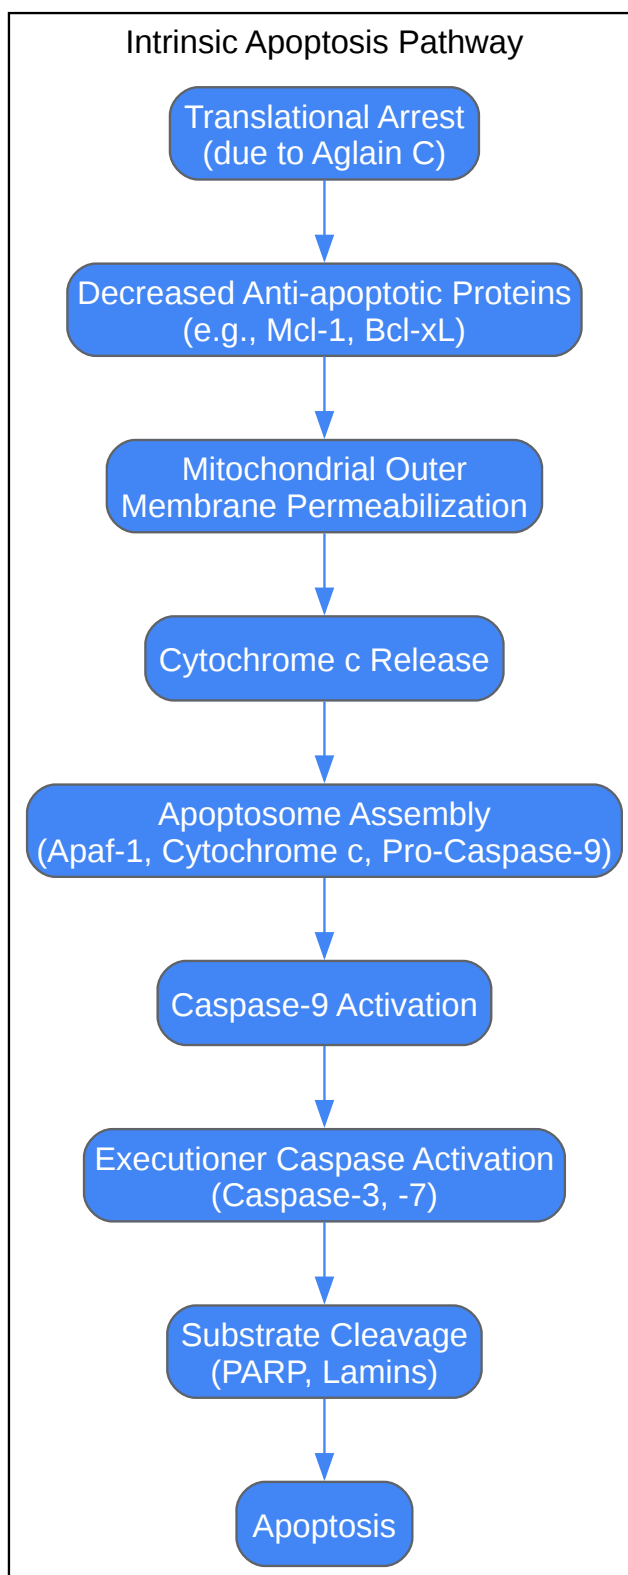 Intrinsic Apoptosis Pathway
Translational Arrest
(due to Aglain C)
Decreased Anti-apoptotic Proteins
(e.g., Mcl-1, Bcl-xL)
Mitochondrial Outer
Membrane Permeabilization
Cytochrome c Release
Apoptosome Assembly
(Apaf-1, Cytochrome c, Pro-Caspase-9)
Caspase-9 Activation
Executioner Caspase Activation
(Caspase-3, -7)
Substrate Cleavage
(PARP, Lamins)
Apoptosis